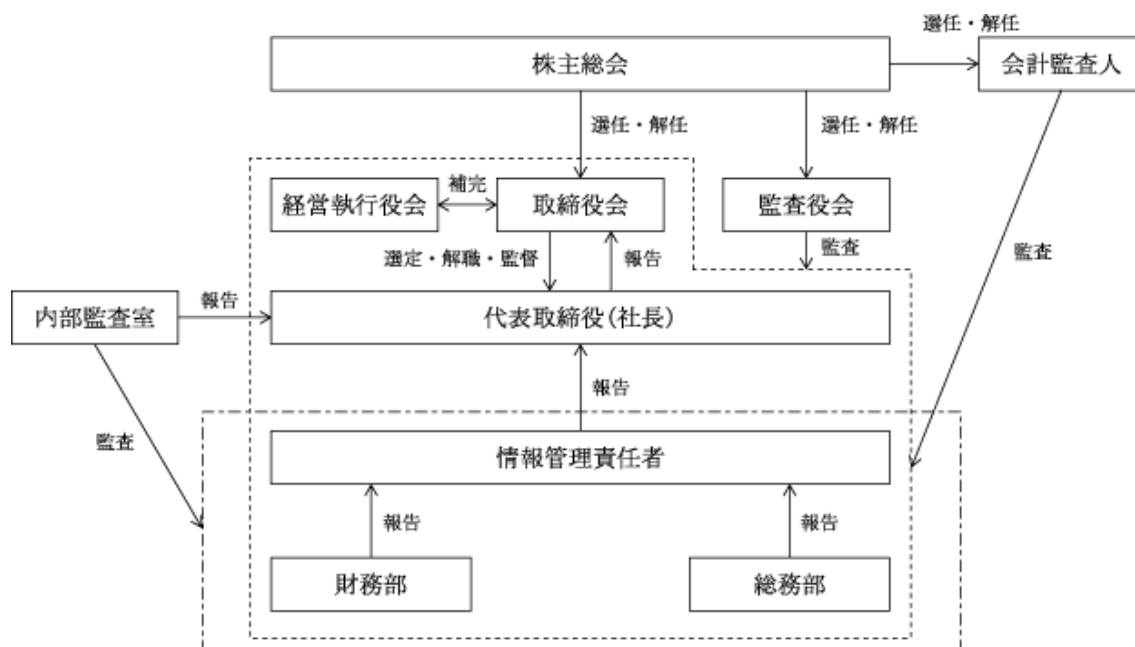 選任・解任
株主総会
会計監査人
選任・解任
選任・解任
経営執行役会
補完
取締役会
監査役会
選定・解職・監督
報告
監査
監査
内部監査室
報告
代表取締役(社長)
報告
監査
情報管理責任者
報告
報告
財務部
総務部